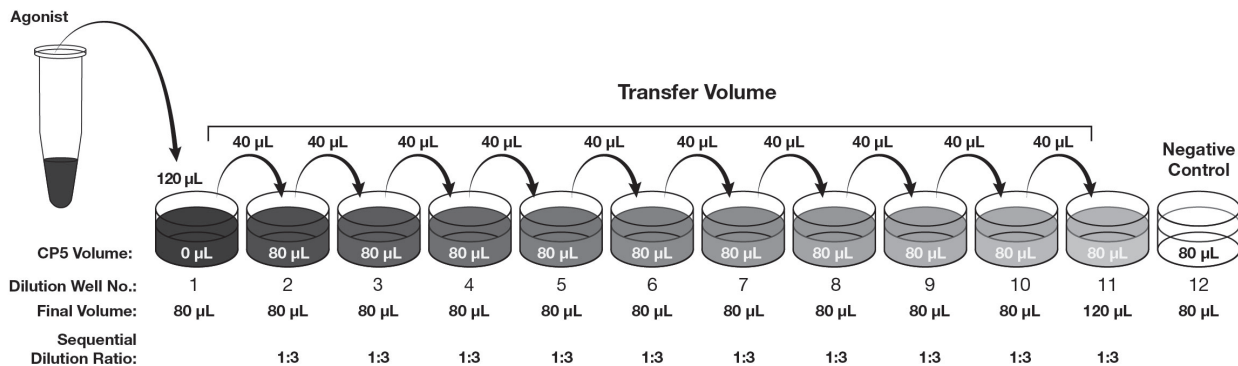 Agonist
Transfer Volume
40 µL 40 µL 40 µL 40 µL 40 µL 40 µL 40 µL 40 µL 40 µL 40 µL
Negative
Control
120 µL
CP5 Volume: 0 µL 80 µL 80 µL 80 µL 80 µL 80 µL 80 µL 80 µL 80 µL 80 µL 80 µL 80 µL
Dilution Well No.: 1 2 3 4 5 6 7 8 9 10 11 12
Final Volume: 80 µL 80 µL 80 µL 80 µL 80 µL 80 µL 80 µL 80 µL 80 µL 80 µL 120 µL 80 µL
Sequential
Dilution Ratio: 1:3 1:3 1:3 1:3 1:3 1:3 1:3 1:3 1:3 1:3